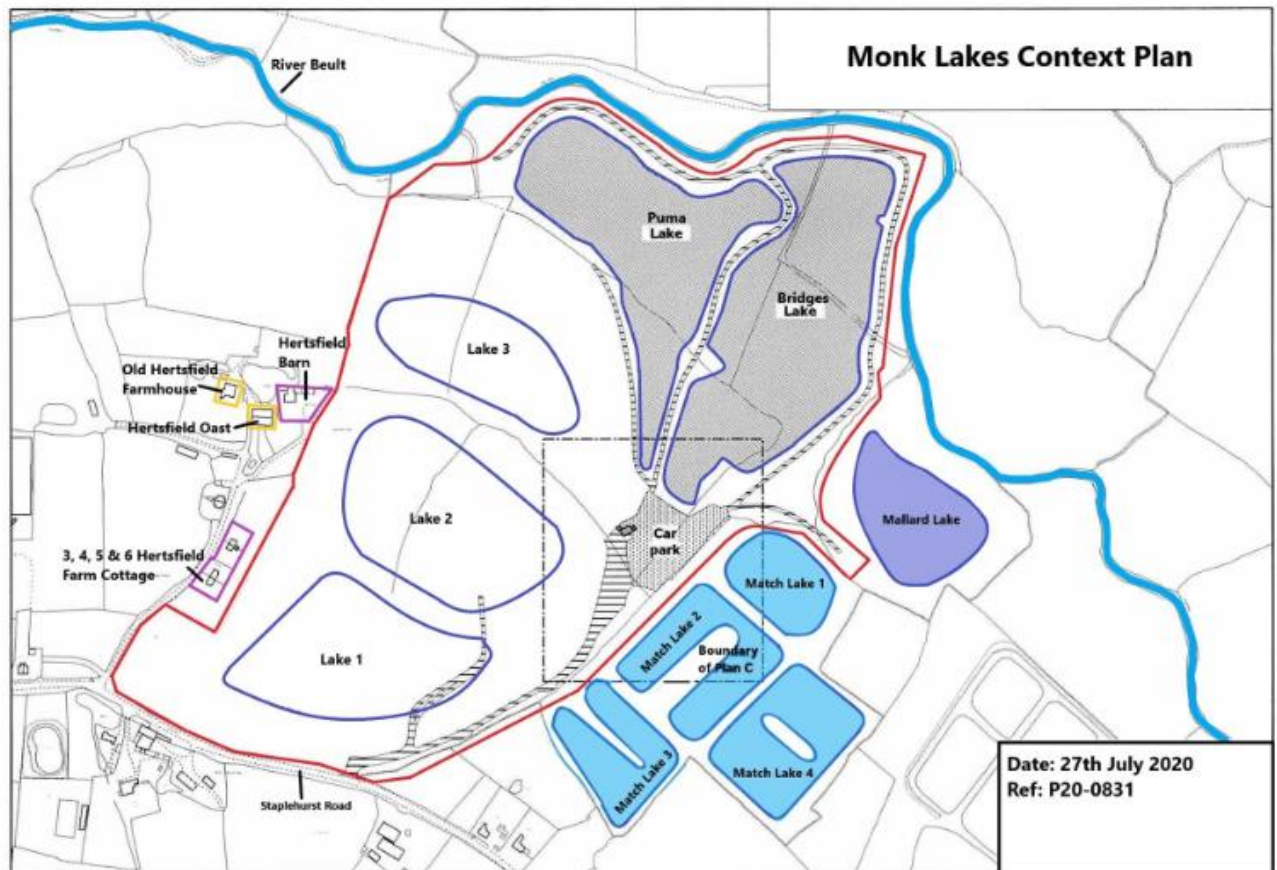 Monk Lakes Context Plan
River Beult
Puma
Lake
Bridges
Lake
Lake 3
Hertsfield
Barn
Old Hertsfield
Farmhouse
Hertsfield Oast
Lake 2
Car
park
Mallard Lake
3, 4, 5 & 6 Hertsfield
Farm Cottage
Match Lake 1
Match Lake 2
Boundary
of Plan C
Lake 1
Match Lake 3
Match Lake 4
Staplehurst Road
Date: 27th July 2020
Ref: P20-0831